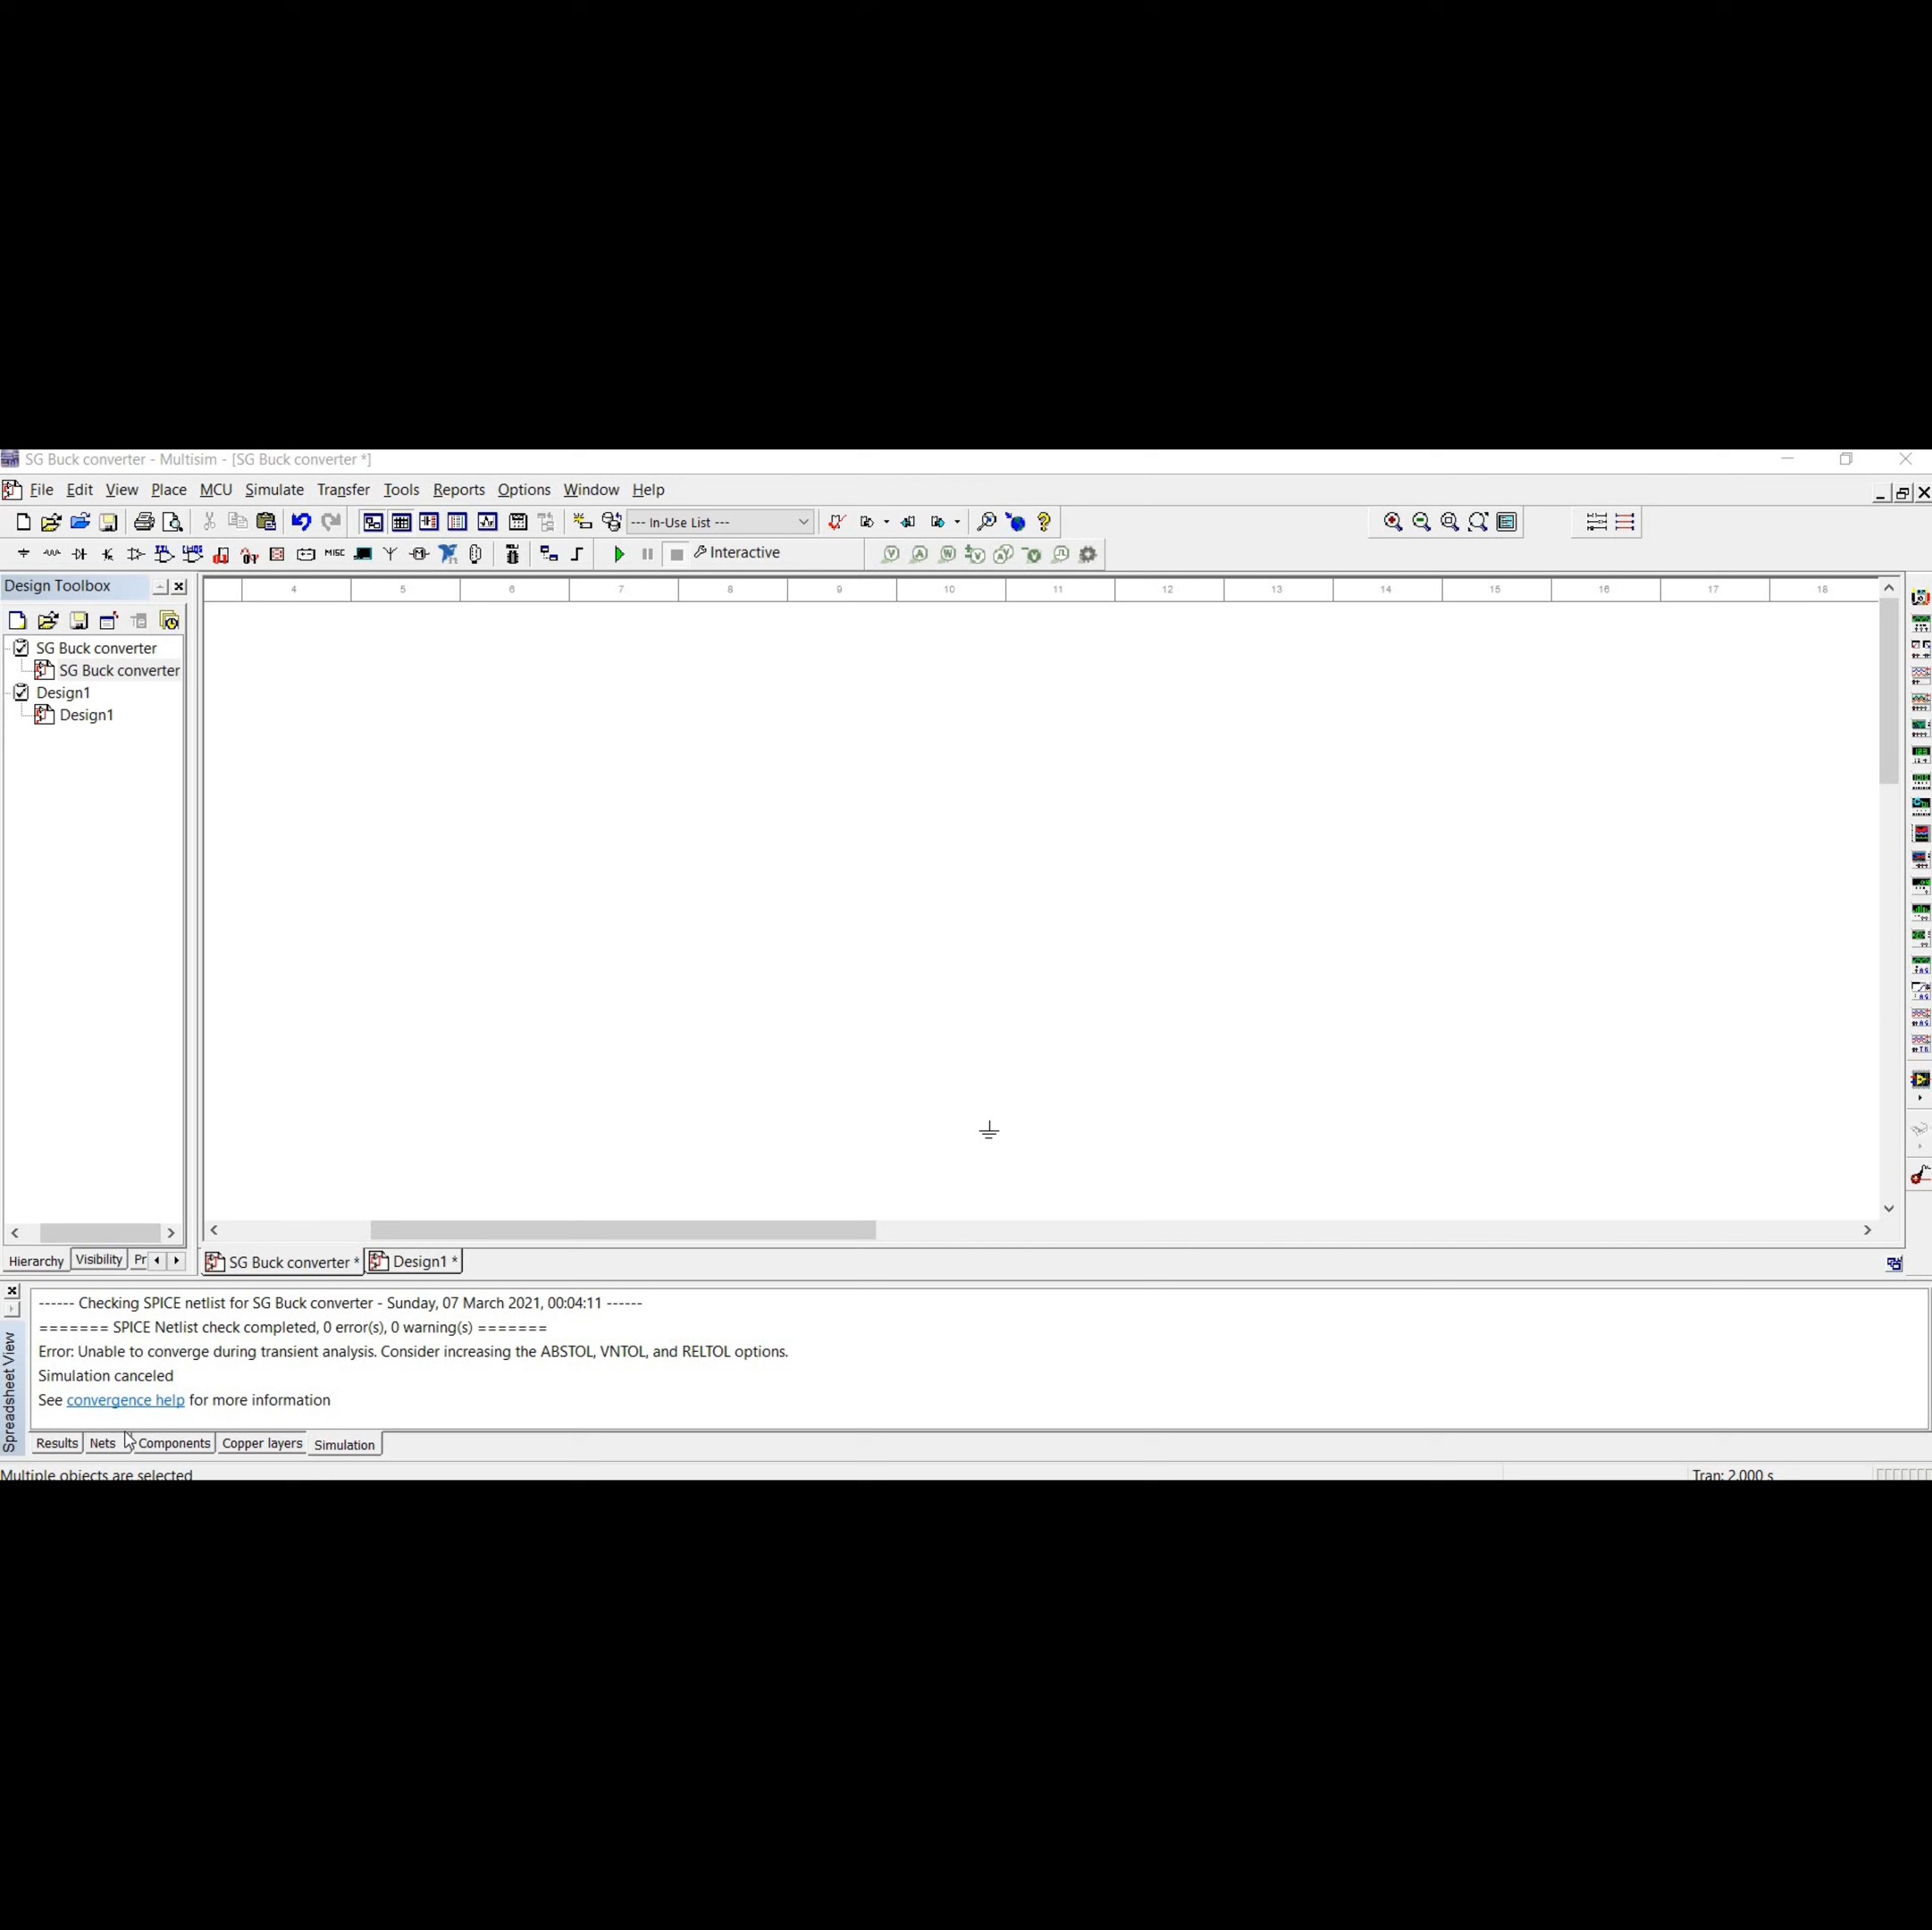 SG Buck converter - Multisim - [SG Buck converter *]
File Edit View Place MCU Simulate Transfer Tools Reports Options Window Help
--- In-Use List ---
MISC
Interactive
Design Toolbox
4 5 6 7 8 9 10 11 12 13 14 15 16 17 18
SG Buck converter
SG Buck converter
Design1
Design1
Hierarchy Visibility Pr
SG Buck converter * Design1 *
Spreadsheet View
------ Checking SPICE netlist for SG Buck converter - Sunday, 07 March 2021, 00:04:11 ------
======= SPICE Netlist check completed, 0 error(s), 0 warning(s) =======
Error: Unable to converge during transient analysis. Consider increasing the ABSTOL, VNTOL, and RELTOL options.
Simulation canceled
See convergence help for more information
Results Nets Components Copper layers Simulation
Multiple objects are selected
Tran: 2.000 s